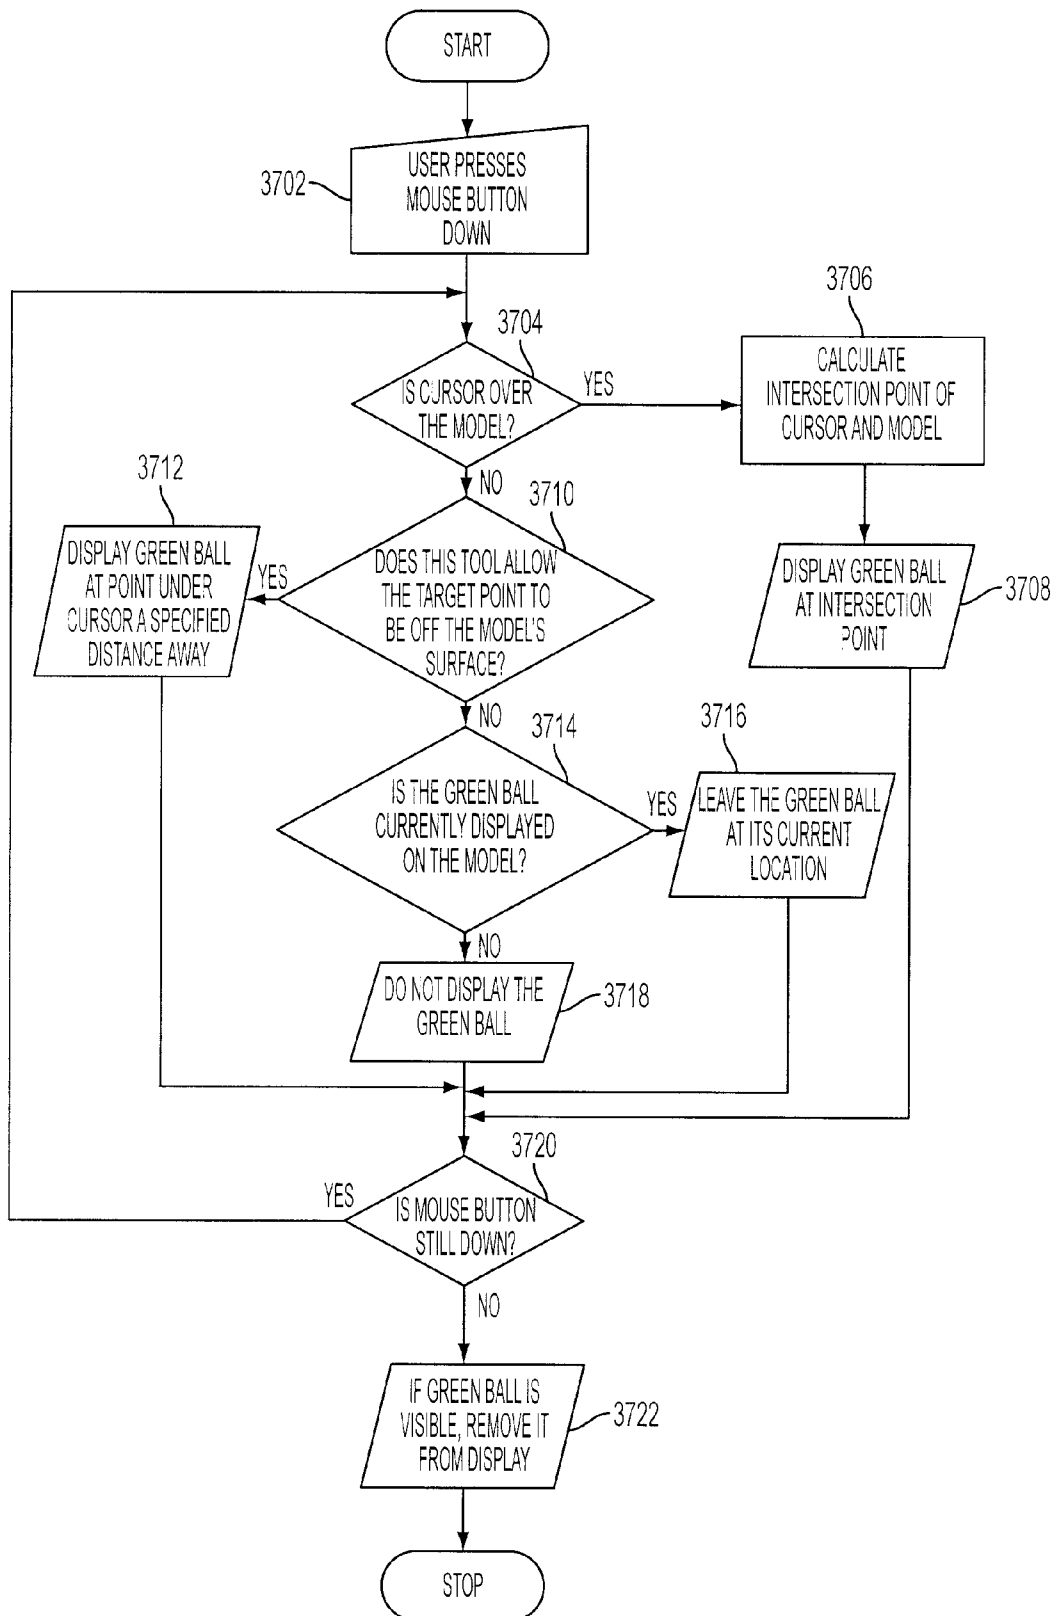 START
3702
USER PRESSES
MOUSE BUTTON
DOWN
3704
IS CURSOR OVER
THE MODEL?
YES
NO
3706
CALCULATE
INTERSECTION POINT OF
CURSOR AND MODEL
3708
DISPLAY GREEN BALL
AT INTERSECTION
POINT
3710
DOES THIS TOOL ALLOW
THE TARGET POINT TO
BE OFF THE MODEL'S
SURFACE?
YES
NO
3712
DISPLAY GREEN BALL
AT POINT UNDER
CURSOR A SPECIFIED
DISTANCE AWAY
3714
IS THE GREEN BALL
CURRENTLY DISPLAYED
ON THE MODEL?
YES
NO
3716
LEAVE THE GREEN BALL
AT ITS CURRENT
LOCATION
DO NOT DISPLAY THE
GREEN BALL
3718
3720
IS MOUSE BUTTON
STILL DOWN?
YES
NO
IF GREEN BALL IS
VISIBLE, REMOVE IT
FROM DISPLAY
3722
STOP